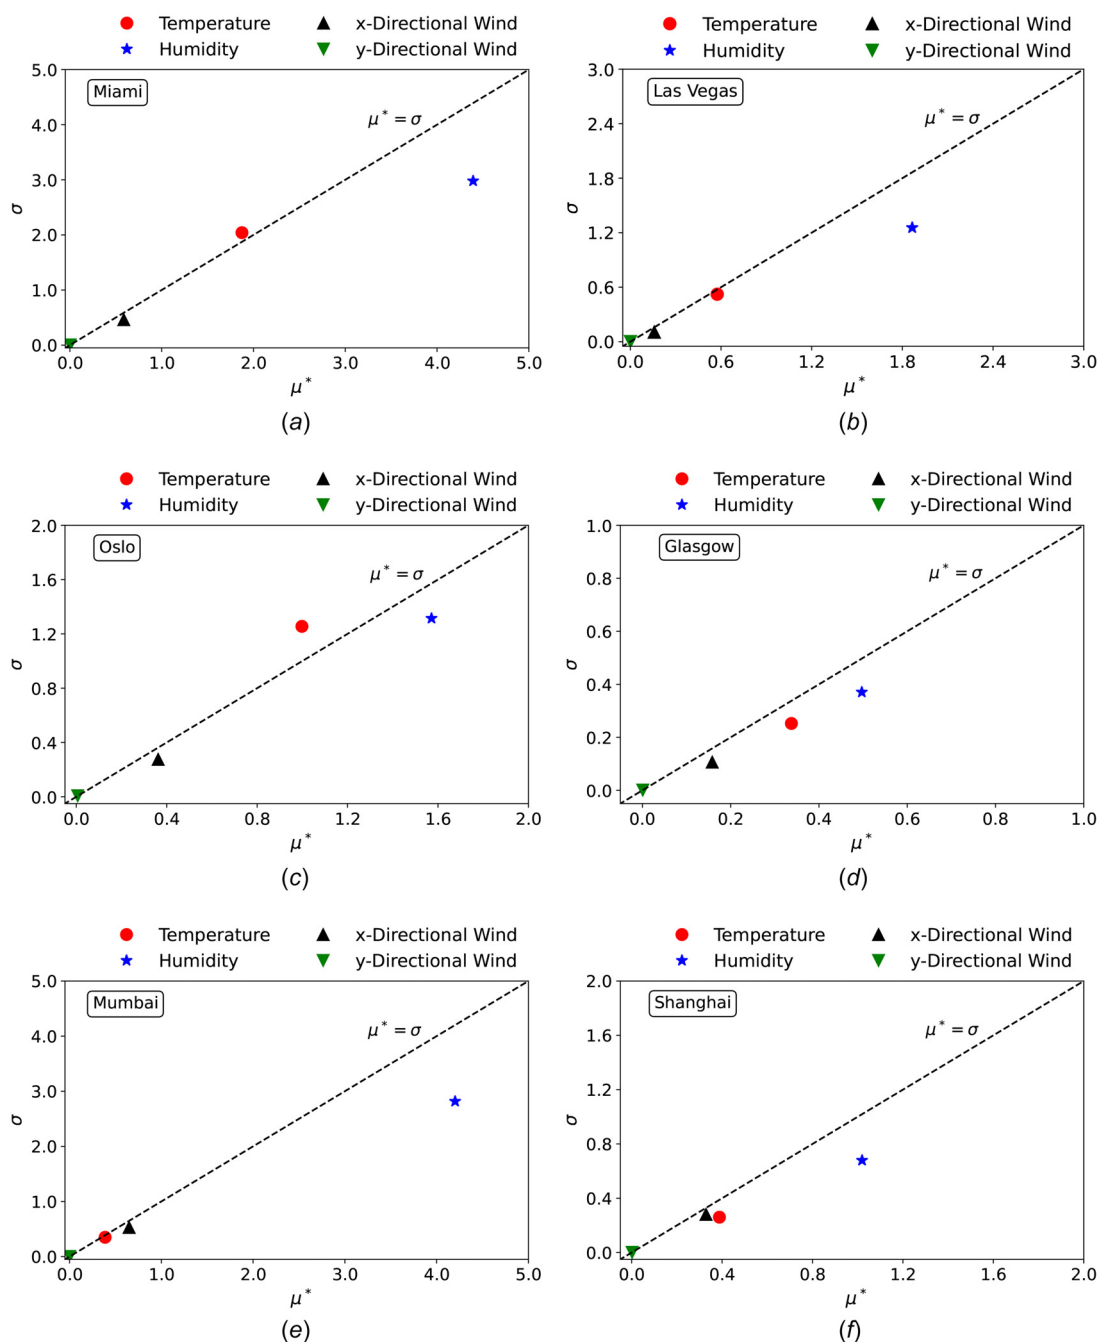 Temperature x-Directional Wind
Humidity y-Directional Wind
5.0
Miami
4.0
μ* = σ
3.0
σ
2.0
1.0
0.0
0.0 1.0 2.0 3.0 4.0 5.0
μ*
(a)
Temperature x-Directional Wind
Humidity y-Directional Wind
3.0
Las Vegas
2.4
μ* = σ
1.8
σ
1.2
0.6
0.0
0.0 0.6 1.2 1.8 2.4 3.0
μ*
(b)
Temperature x-Directional Wind
Humidity y-Directional Wind
2.0
Oslo
1.6
μ* = σ
1.2
σ
0.8
0.4
0.0
0.0 0.4 0.8 1.2 1.6 2.0
μ*
(c)
Temperature x-Directional Wind
Humidity y-Directional Wind
1.0
Glasgow
0.8
μ* = σ
0.6
σ
0.4
0.2
0.0
0.0 0.2 0.4 0.6 0.8 1.0
μ*
(d)
Temperature x-Directional Wind
Humidity y-Directional Wind
5.0
Mumbai
4.0
μ* = σ
3.0
σ
2.0
1.0
0.0
0.0 1.0 2.0 3.0 4.0 5.0
μ*
(e)
Temperature x-Directional Wind
Humidity y-Directional Wind
2.0
Shanghai
1.6
μ* = σ
1.2
σ
0.8
0.4
0.0
0.0 0.4 0.8 1.2 1.6 2.0
μ*
(f)